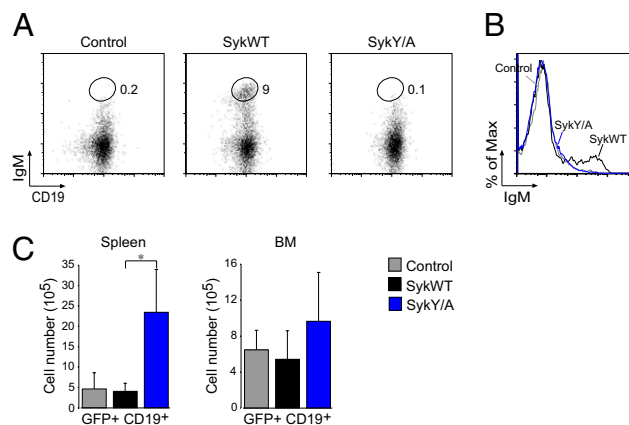 A
Control
SykWT
SykY/A
0.2
9
0.1
IgM
CD19
B
Control
SykY/A
SykWT
% of Max
IgM
C
Spleen
BM
Cell number (10⁵)
35
30
25
20
15
10
5
0
*
GFP+ CD19+
Cell number (10⁵)
16
12
8
4
0
GFP+ CD19+
Control
SykWT
SykY/A